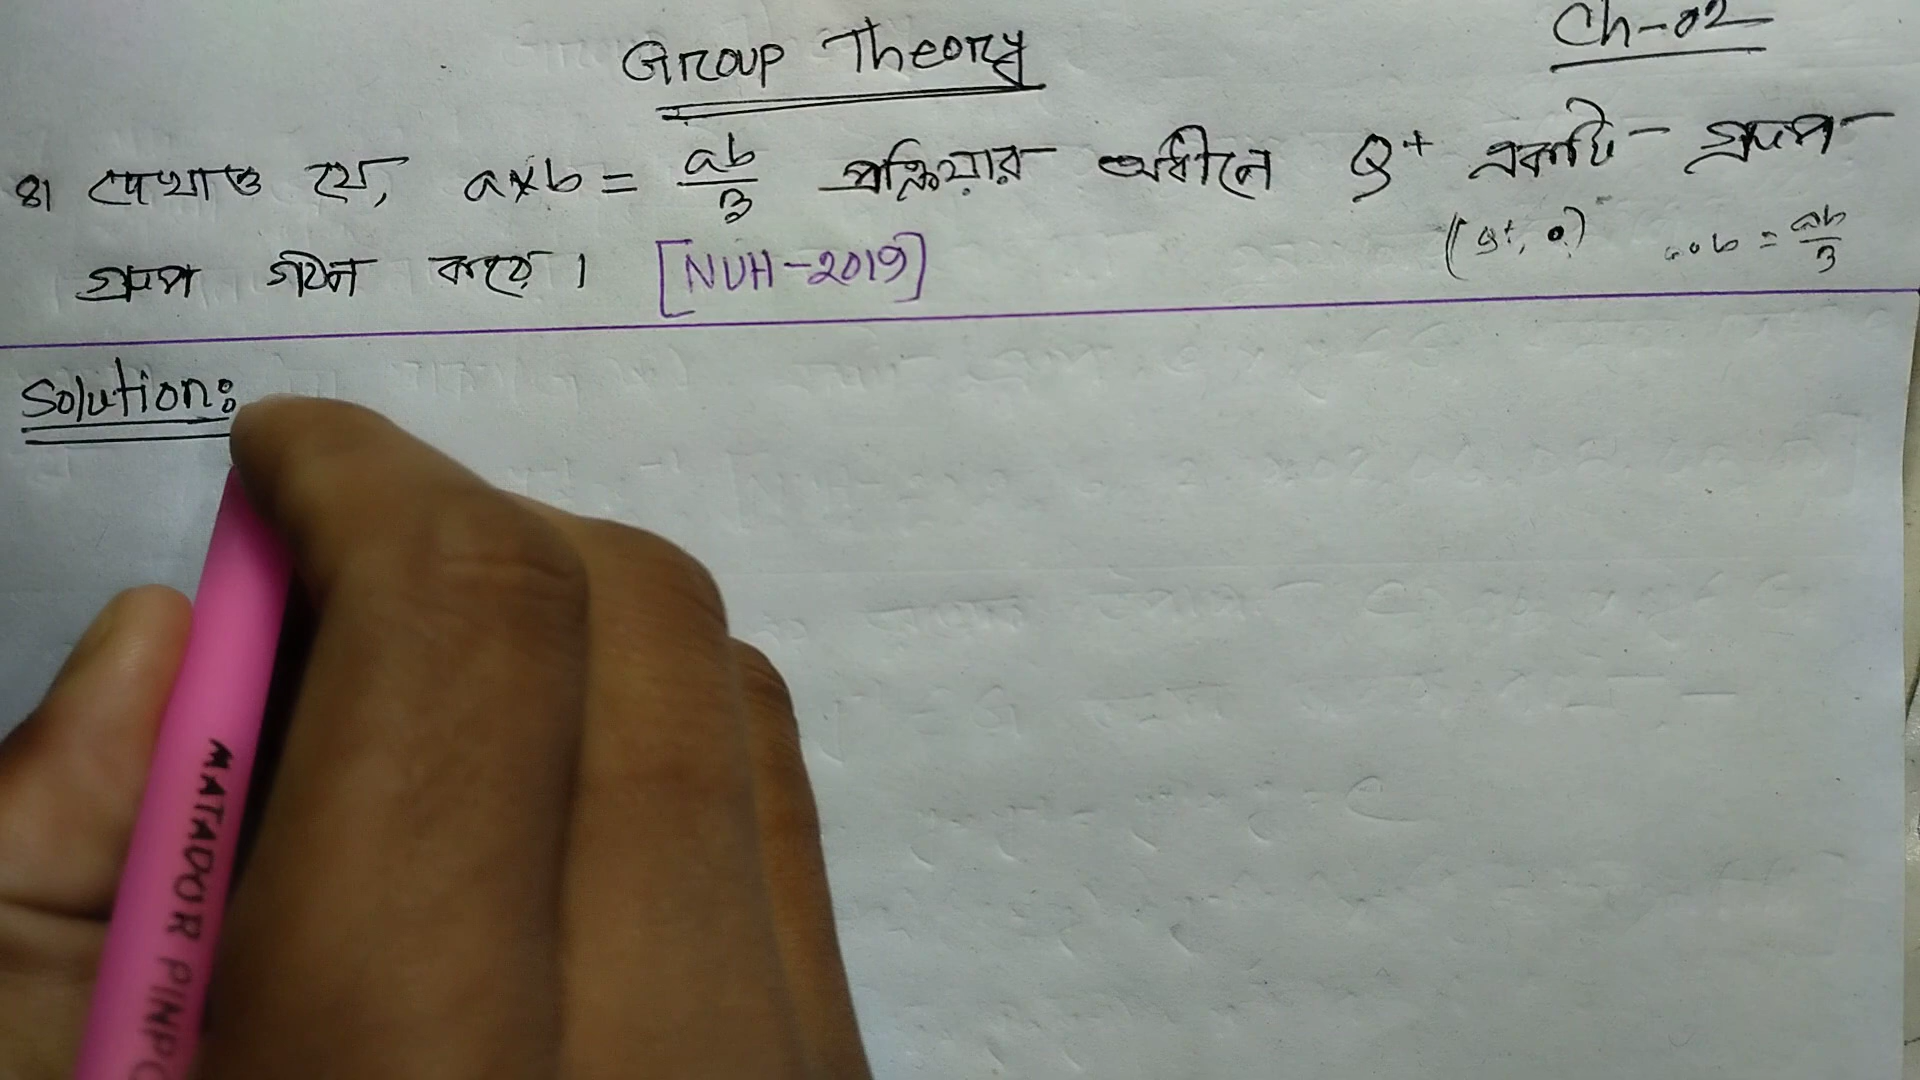 Group Theory
Ch-02
৪। দেখাও যে, a*b = ab/3 প্রক্রিয়ার অধীনে Q+ একটি গ্রুপ
(Q+, o) aob = ab/3
গ্রুপ গঠন করে। [NUH-2019]
Solution:
MATADOR PINPO